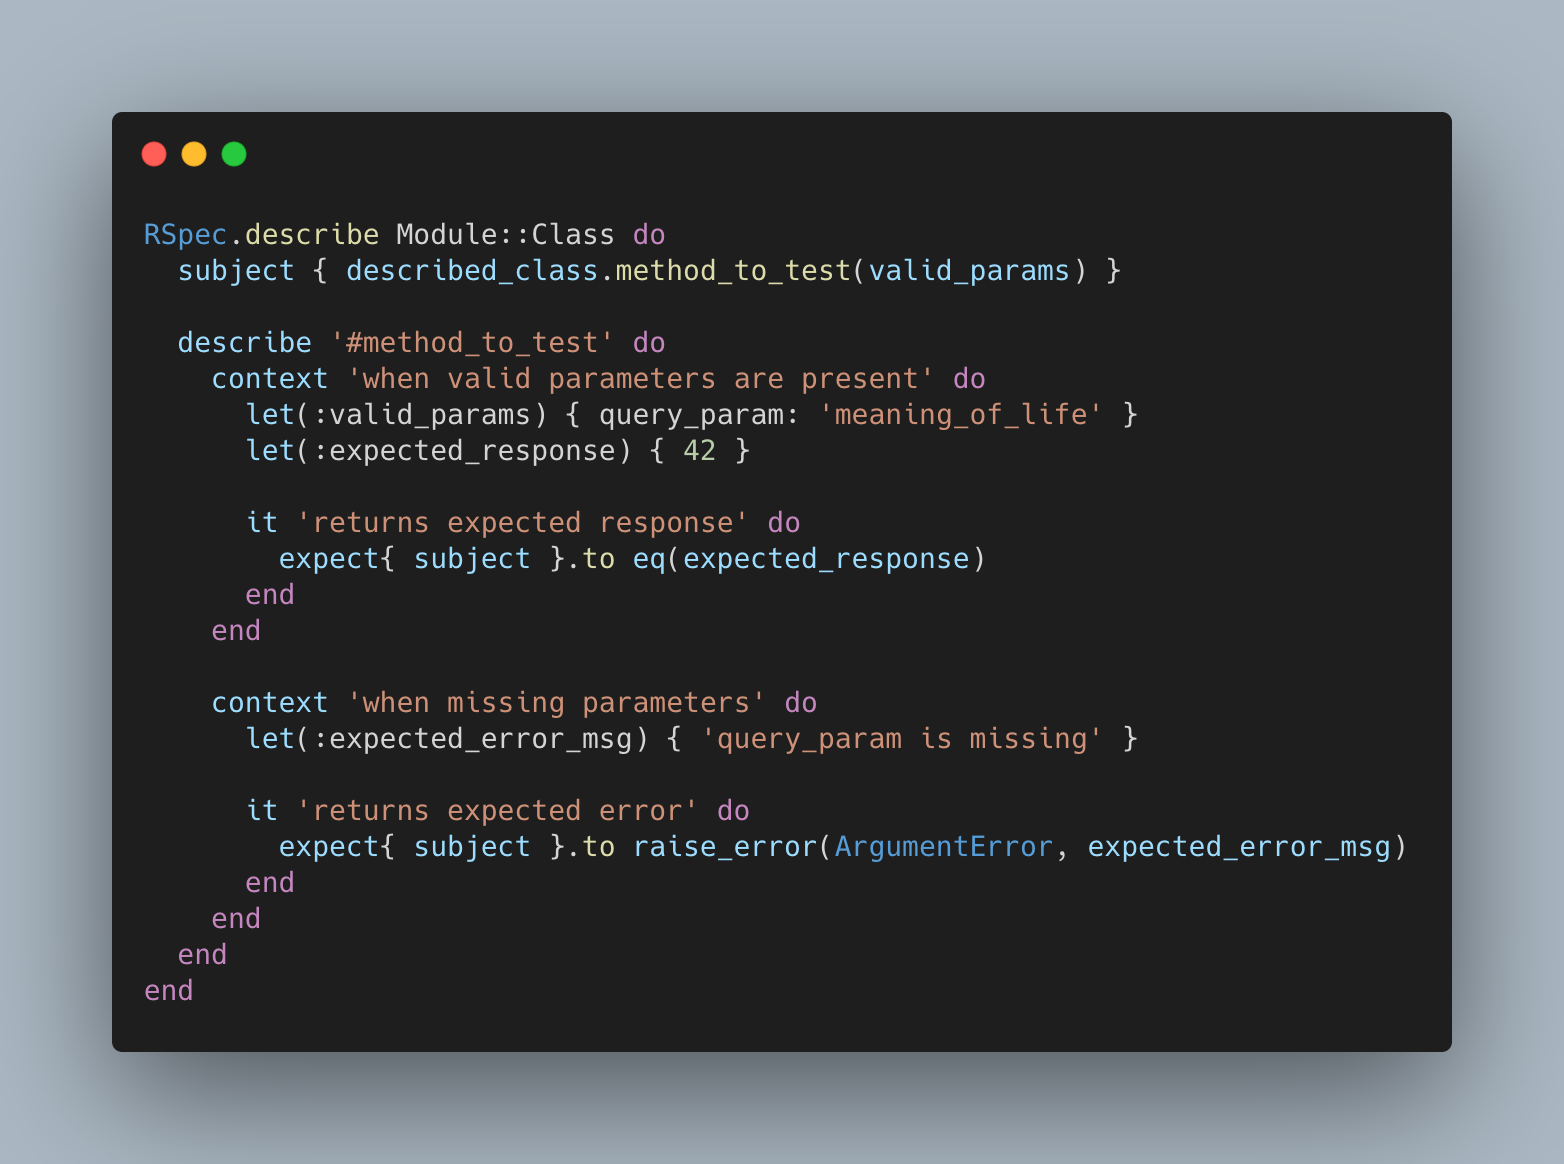 RSpec.describe Module::Class do
  subject { described_class.method_to_test(valid_params) }

  describe '#method_to_test' do
    context 'when valid parameters are present' do
      let(:valid_params) { query_param: 'meaning_of_life' }
      let(:expected_response) { 42 }

      it 'returns expected response' do
        expect{ subject }.to eq(expected_response)
      end
    end

    context 'when missing parameters' do
      let(:expected_error_msg) { 'query_param is missing' }

      it 'returns expected error' do
        expect{ subject }.to raise_error(ArgumentError, expected_error_msg)
      end
    end
  end
end